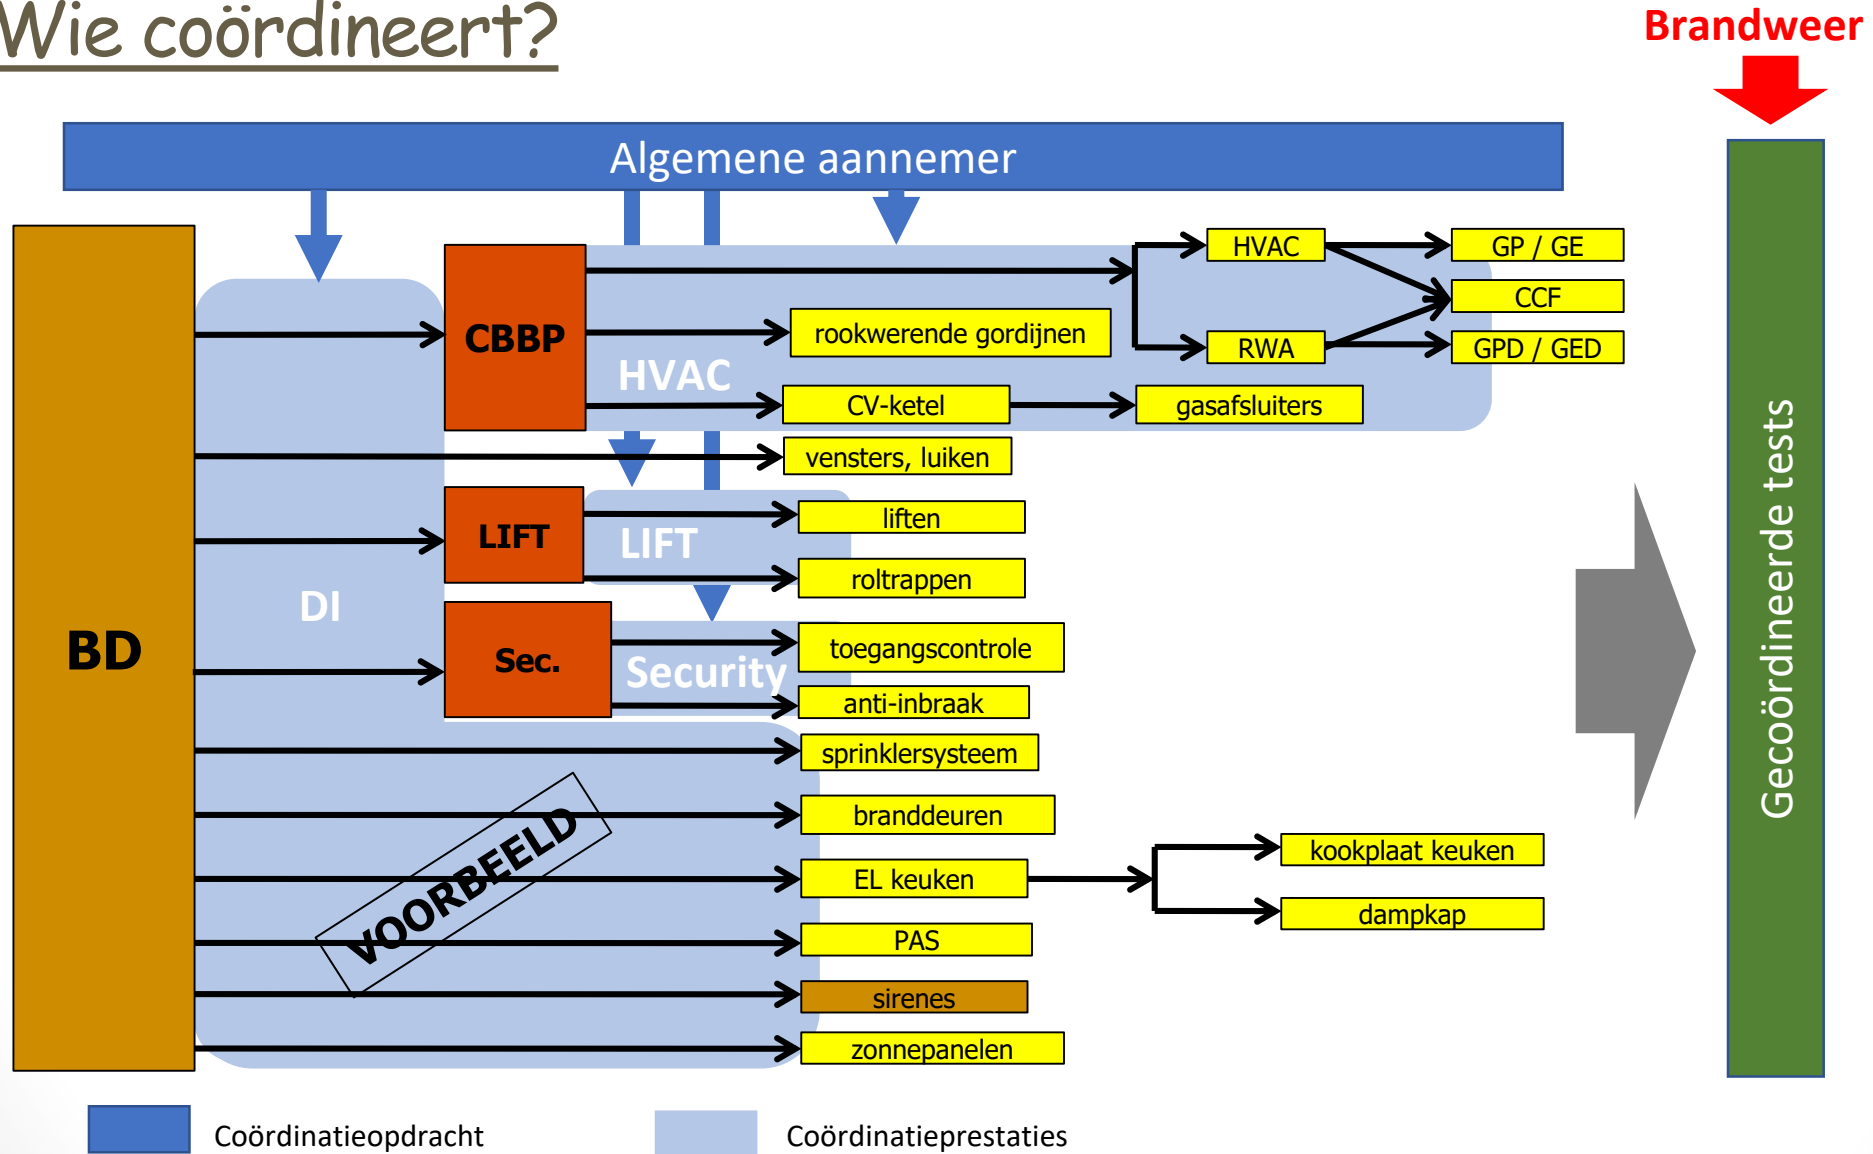 Wie coördineert?
Brandweer
Algemene aannemer
HVAC
GP / GE
CCF
CBBP
rookwerende gordijnen
RWA
GPD / GED
HVAC
CV-ketel
gasafsluiters
vensters, luiken
liften
LIFT
LIFT
roltrappen
DI
BD
toegangscontrole
Sec.
Security
anti-inbraak
sprinklersysteem
branddeuren
VOORBEELD
kookplaat keuken
EL keuken
dampkap
PAS
sirenes
zonnepanelen
Gecoördineerde tests
Coördinatieopdracht
Coördinatieprestaties